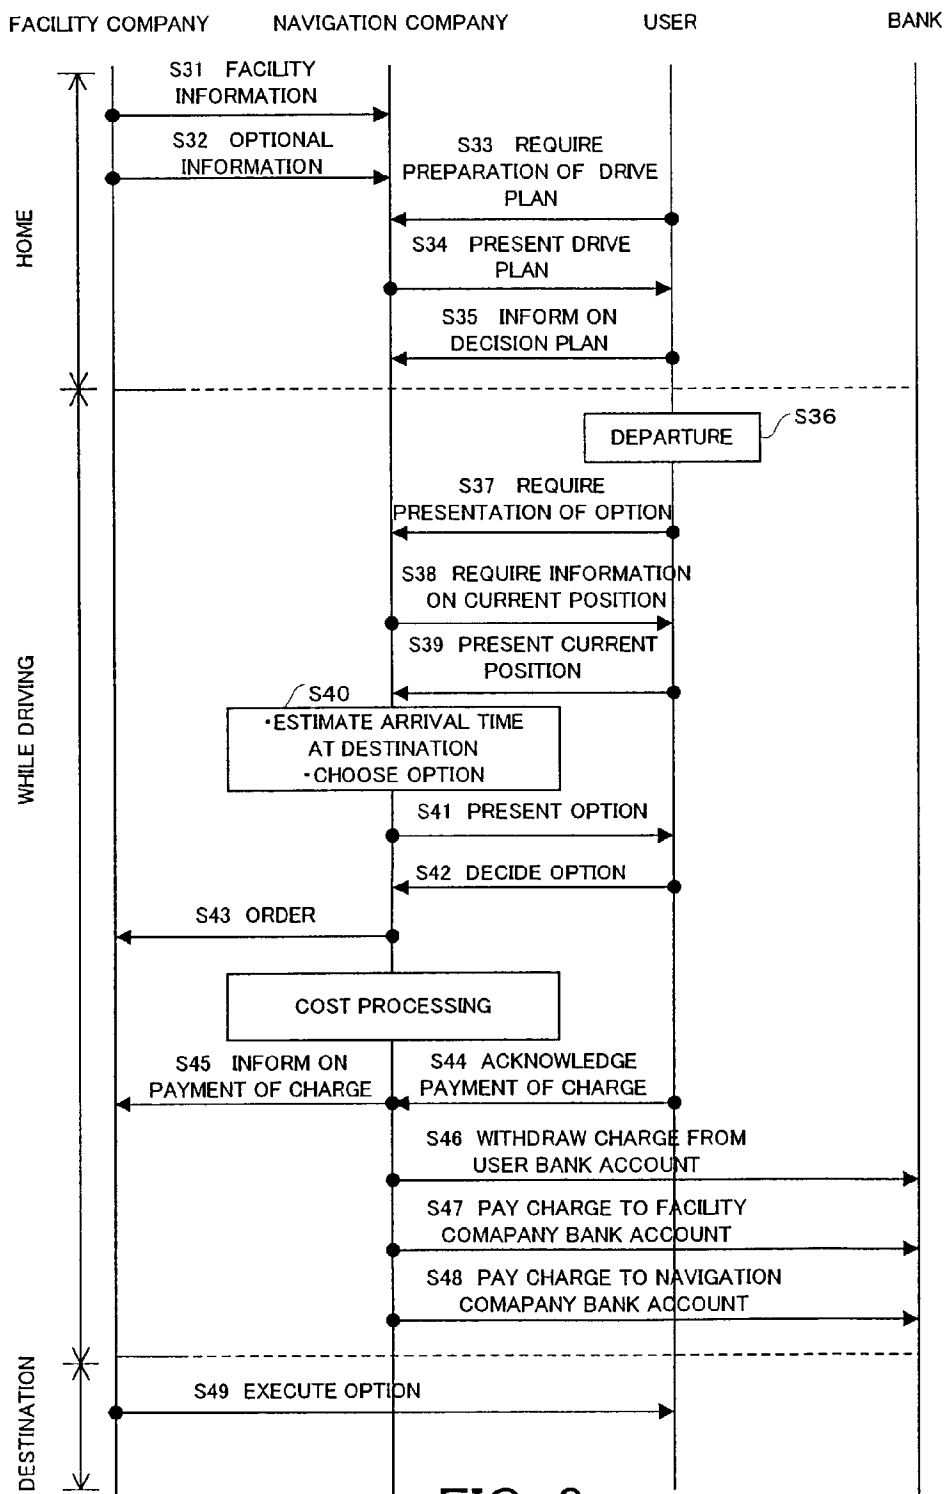 FACILITY COMPANY
NAVIGATION COMPANY
USER
BANK
HOME
S31 FACILITY
INFORMATION
S32 OPTIONAL
INFORMATION
S33 REQUIRE
PREPARATION OF DRIVE
PLAN
S34 PRESENT DRIVE
PLAN
S35 INFORM ON
DECISION PLAN
WHILE DRIVING
DEPARTURE
S36
S37 REQUIRE
PRESENTATION OF OPTION
S38 REQUIRE INFORMATION
ON CURRENT POSITION
S39 PRESENT CURRENT
POSITION
S40
・ESTIMATE ARRIVAL TIME
AT DESTINATION
・CHOOSE OPTION
S41 PRESENT OPTION
S42 DECIDE OPTION
S43 ORDER
COST PROCESSING
S45 INFORM ON
PAYMENT OF CHARGE
S44 ACKNOWLEDGE
PAYMENT OF CHARGE
S46 WITHDRAW CHARGE FROM
USER BANK ACCOUNT
S47 PAY CHARGE TO FACILITY
COMAPANY BANK ACCOUNT
S48 PAY CHARGE TO NAVIGATION
COMAPANY BANK ACCOUNT
DESTINATION
S49 EXECUTE OPTION
FIG.